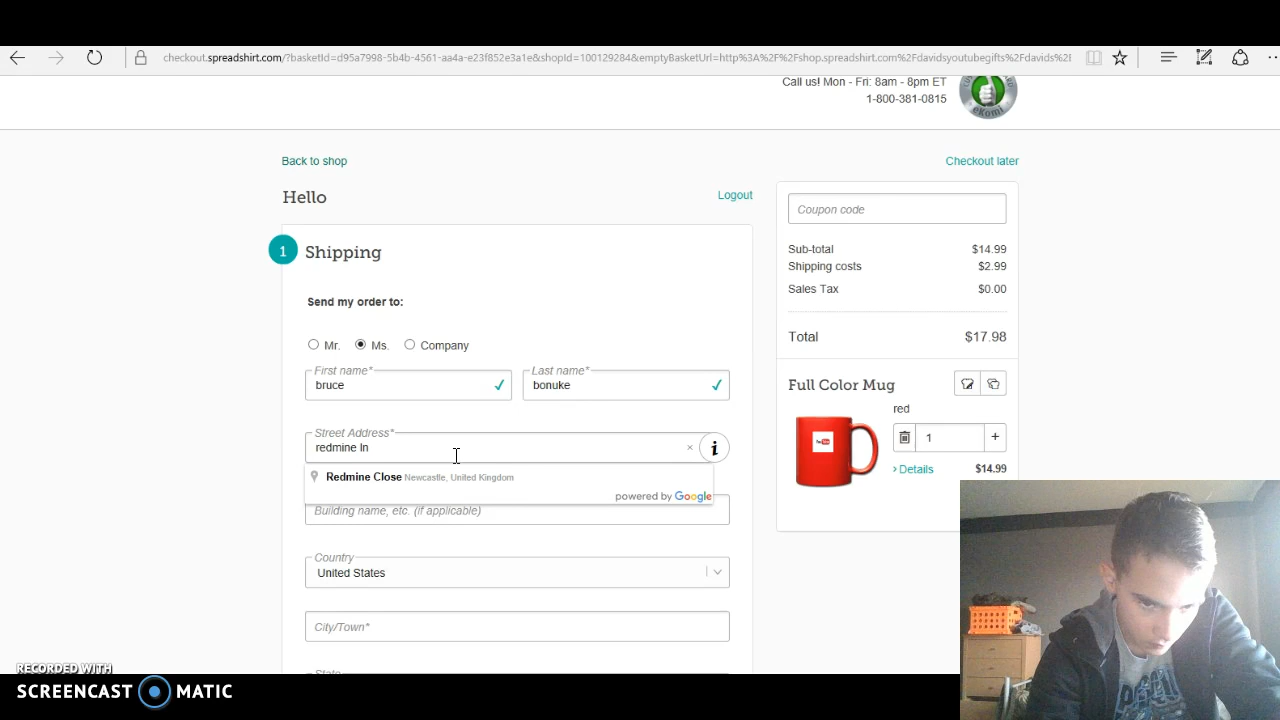 checkout.spreadshirt.com/?basketId=d95a7998-5b4b-4561-aa4a-e23f852e3a1e&shopId=100129284&emptyBasketUrl=http%3A%2F%2Fshop.spreadshirt.com%2Fdavidsyoutubegifts%2Fdavids%2F
Call us! Mon - Fri: 8am - 8pm ET
1-800-381-0815
eKomi
Back to shop
Checkout later
Hello
Logout
Coupon code
1 Shipping
Sub-total $14.99
Shipping costs $2.99
Sales Tax $0.00
Send my order to:
Total $17.98
Mr. Ms. Company
First name*
bruce
Last name*
bonuke
Full Color Mug
red
Street Address*
redmine ln
1 +
Details $14.99
Redmine Close Newcastle, United Kingdom
powered by Google
Building name, etc. (if applicable)
Country
United States
City/Town*
State
RECORDED WITH
SCREENCAST MATIC